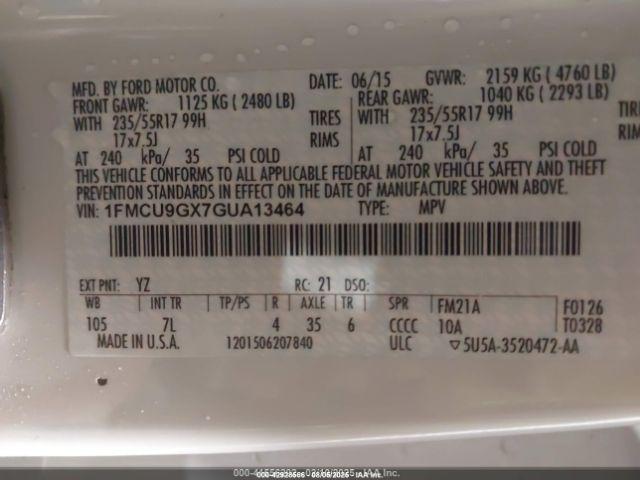 MFD. BY FORD MOTOR CO. DATE: 06/15 GVWR: 2159 KG ( 4760 LB)
FRONT GAWR: 1125 KG ( 2480 LB) REAR GAWR: 1040 KG ( 2293 LB)
WITH 235/55R17 99H TIRES WITH 235/55R17 99H
17x7.5J RIMS 17x7.5J
AT 240 kPa/ 35 PSI COLD AT 240 kPa/ 35 PSI COLD
THIS VEHICLE CONFORMS TO ALL APPLICABLE FEDERAL MOTOR VEHICLE SAFETY AND THEFT
PREVENTION STANDARDS IN EFFECT ON THE DATE OF MANUFACTURE SHOWN ABOVE.
VIN: 1FMCU9GX7GUA13464 TYPE: MPV
EXT PNT: YZ RC: 21 DSO:
WB INT TR TP/PS R AXLE TR SPR FM21A F0126
105 7L 4 35 6 CCCC 10A T0328
MADE IN U.S.A. 1201506207840 ULC ▽5U5A-3520472-AA
IAA Inc.